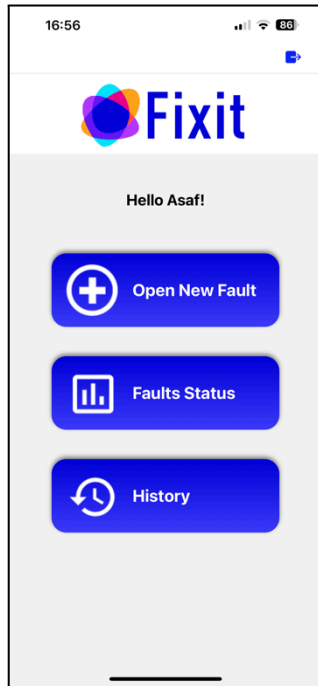 16:56
86
Fixit
Hello Asaf!
Open New Fault
Faults Status
History